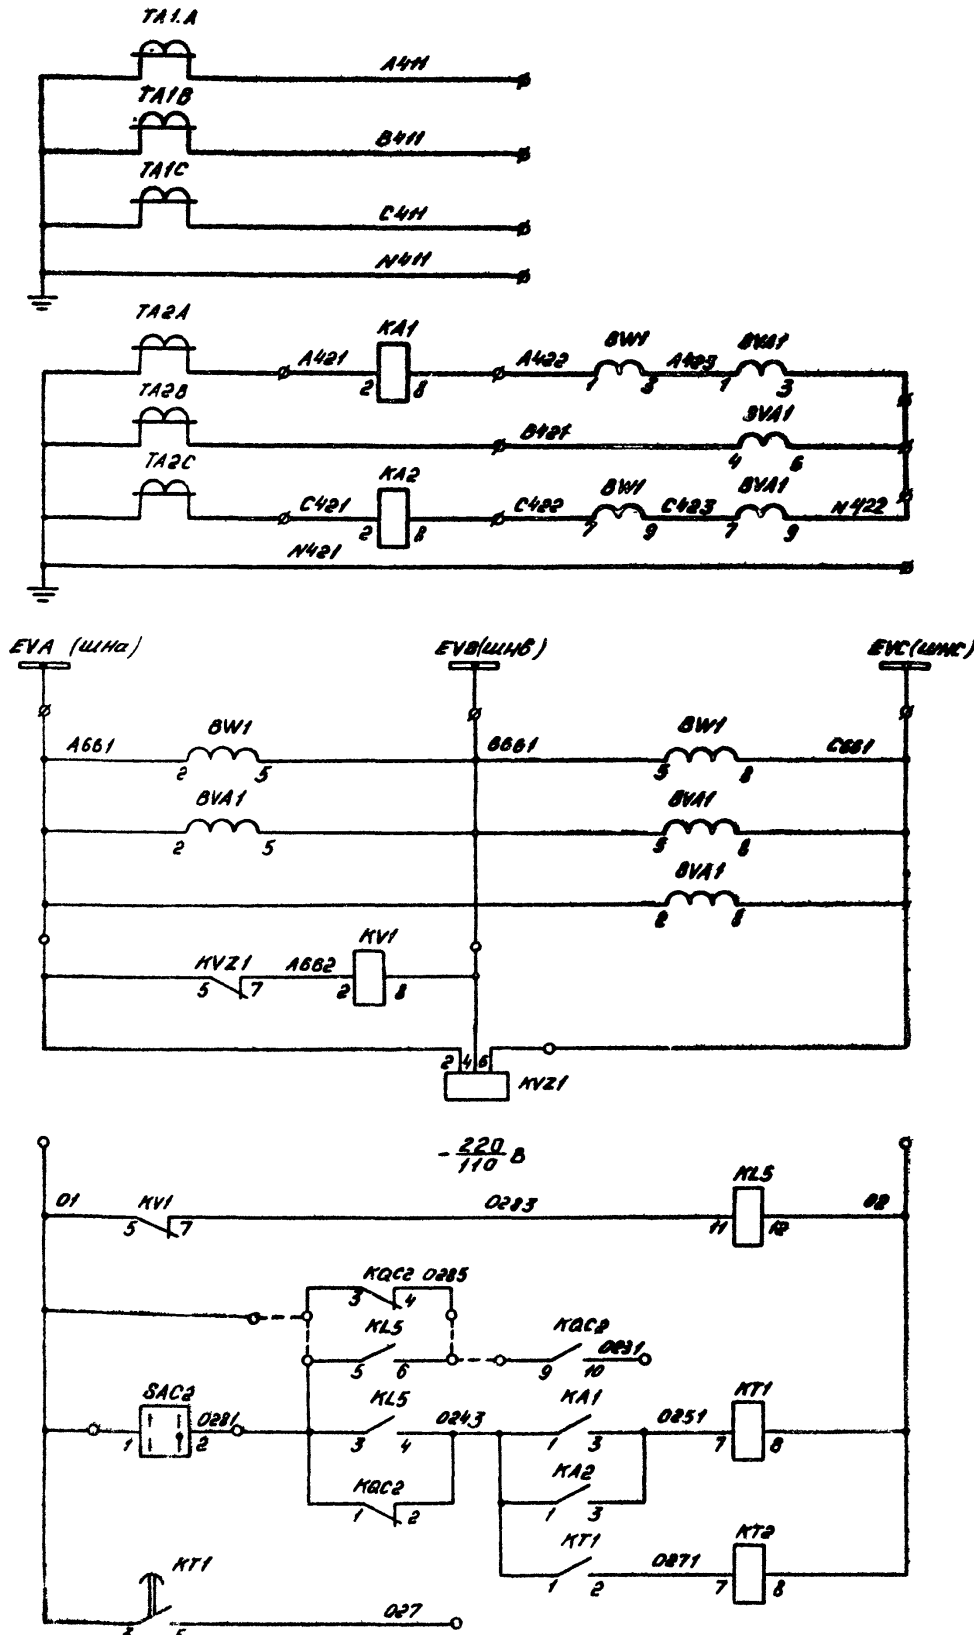 TA1.A
A411
TA1B
B411
TA1C
C411
N411
TA2A KA1 BW1 BVA1
A421 A422 A423
2 8 1 3 1 3
TA2B
BVA1
B421
4 6
TA2C KA2 BW1 BVA1
C421 C422 C423 N422
2 8 7 9 7 9
N421
EVA (шна) EVB(шнв) EVC(шнс)
BW1 BW1
A661 B661 C661
2 5 5 8
BVA1 BVA1
2 5 5 8
BVA1
2 8
KV1
KVZ1 A662
5 7 2 8
2 4 6
KVZ1
- 220/110 В
01 KV1 0283 KL5 02
5 7 11 12
KQC2 0285
3 4
KL5 KQC2
5 6 9 10 0231
SAC2 KL5 KA1 KT1
0281 0243 0251
1 2 3 4 1 3 7 8
KQC2 KA2
1 2 1 3
KT1 0271 KT2
1 2 7 8
KT1
027